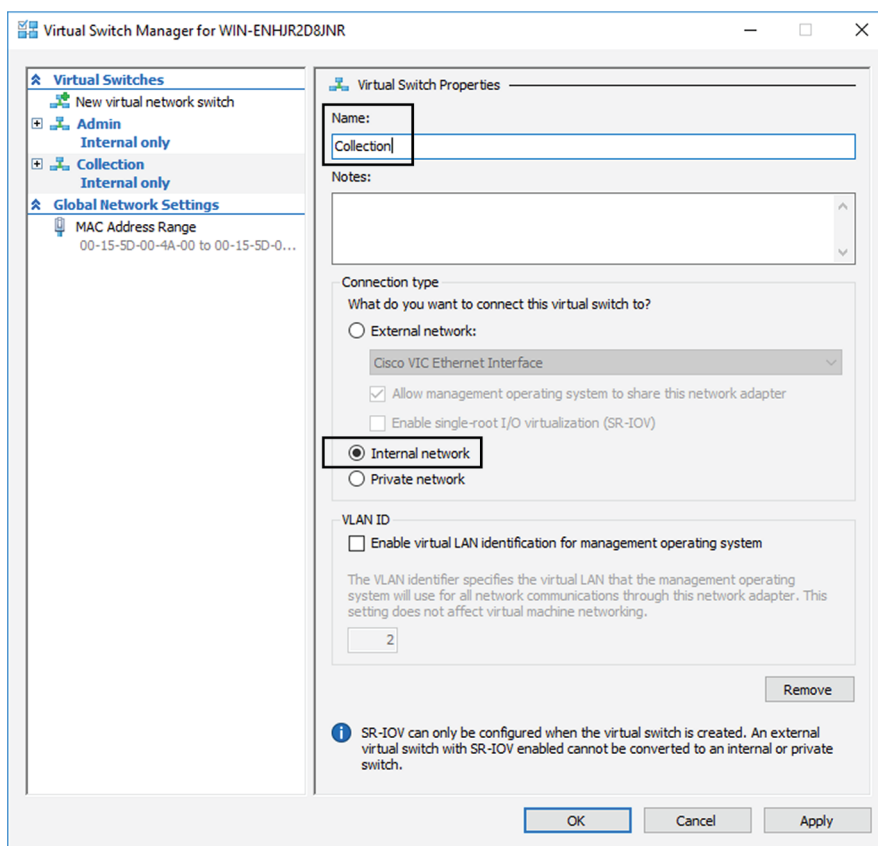 Virtual Switch Manager for WIN-ENHJR2D8JNR
Virtual Switches
New virtual network switch
Admin
Internal only
Collection
Internal only
Global Network Settings
MAC Address Range
00-15-5D-00-4A-00 to 00-15-5D-0...
Virtual Switch Properties
Name:
Collection
Notes:
Connection type
What do you want to connect this virtual switch to?
External network:
Cisco VIC Ethernet Interface
Allow management operating system to share this network adapter
Enable single-root I/O virtualization (SR-IOV)
Internal network
Private network
VLAN ID
Enable virtual LAN identification for management operating system
The VLAN identifier specifies the virtual LAN that the management operating
system will use for all network communications through this network adapter. This
setting does not affect virtual machine networking.
2
Remove
SR-IOV can only be configured when the virtual switch is created. An external
virtual switch with SR-IOV enabled cannot be converted to an internal or private
switch.
OK Cancel Apply